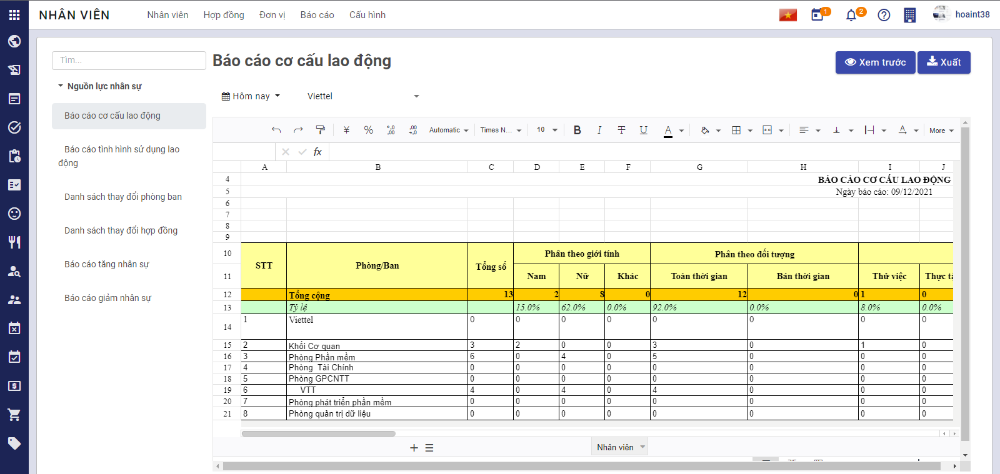 NHÂN VIÊN Nhân viên Hợp đồng Đơn vị Báo cáo Cấu hình 1 2 hoaint38
Tìm...
Nguồn lực nhân sự
Báo cáo cơ cấu lao động
Báo cáo tình hình sử dụng lao
động
Danh sách thay đổi phòng ban
Danh sách thay đổi hợp đồng
Báo cáo tăng nhân sự
Báo cáo giảm nhân sự
Báo cáo cơ cấu lao động
Xem trước Xuất
Hôm nay Viettel
¥ % Automatic Times N... 10 B I T U A A More
fx
A B C D E F G H I J
4 BÁO CÁO CƠ CẤU LAO ĐỘNG
5 Ngày báo cáo: 09/12/2021
6
7
8
9
10 STT Phòng/Ban Tổng số Phân theo giới tính Phân theo đối tượng
11 Nam Nữ Khác Toàn thời gian Bán thời gian Thử việc
12 Tổng cộng 13 2 8 0 12 0 1 0
13 Tỷ lệ 15.0% 62.0% 0.0% 92.0% 0.0% 8.0% 0.0%
14 1 Viettel 0 0 0 0 0 0 0 0
15 2 Khối Cơ quan 3 2 0 0 3 0 1 0
16 3 Phòng Phần mềm 6 0 4 0 5 0 0 0
17 4 Phòng Tài Chính 0 0 0 0 0 0 0 0
18 5 Phòng GPCNTT 0 0 0 0 0 0 0 0
19 6 VTT 4 0 4 0 4 0 0 0
20 7 Phòng phát triển phần mềm 0 0 0 0 0 0 0 0
21 8 Phòng quản trị dữ liệu 0 0 0 0 0 0 0 0
Nhân viên